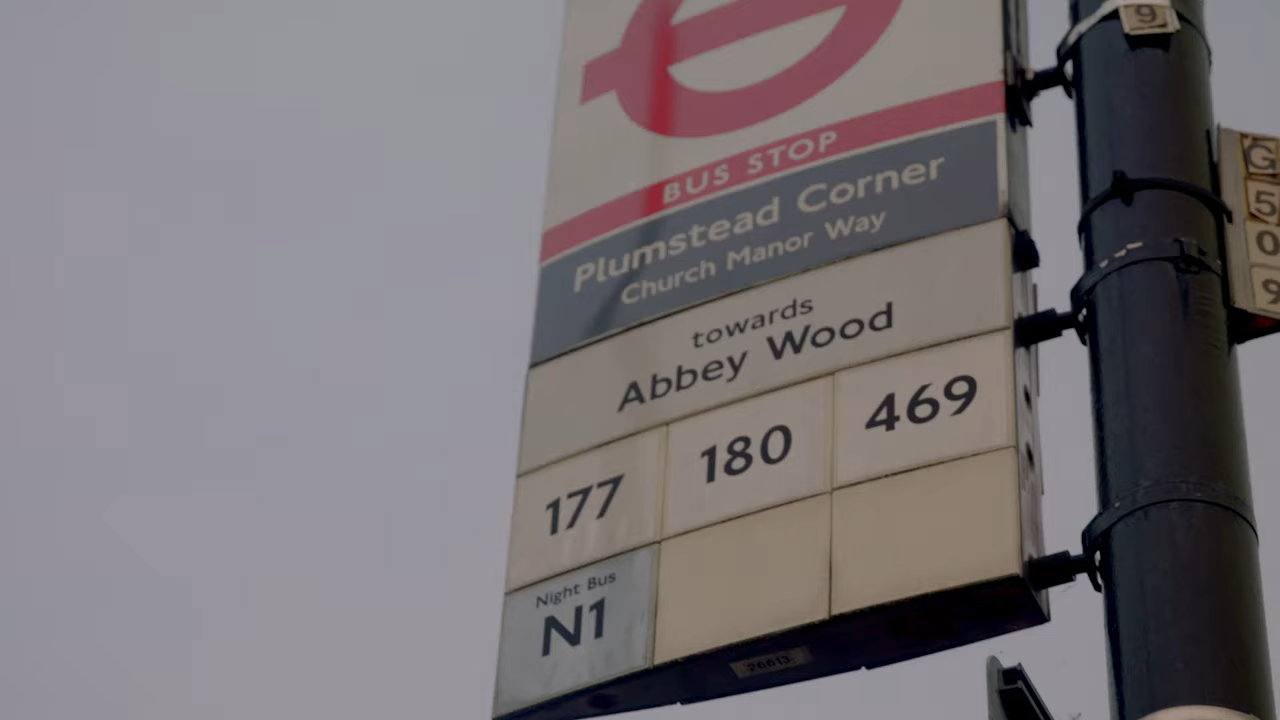 BUS STOP
Plumstead Corner
Church Manor Way
towards
Abbey Wood
177
180
469
Night Bus
N1
26613
9
G
5
0
9